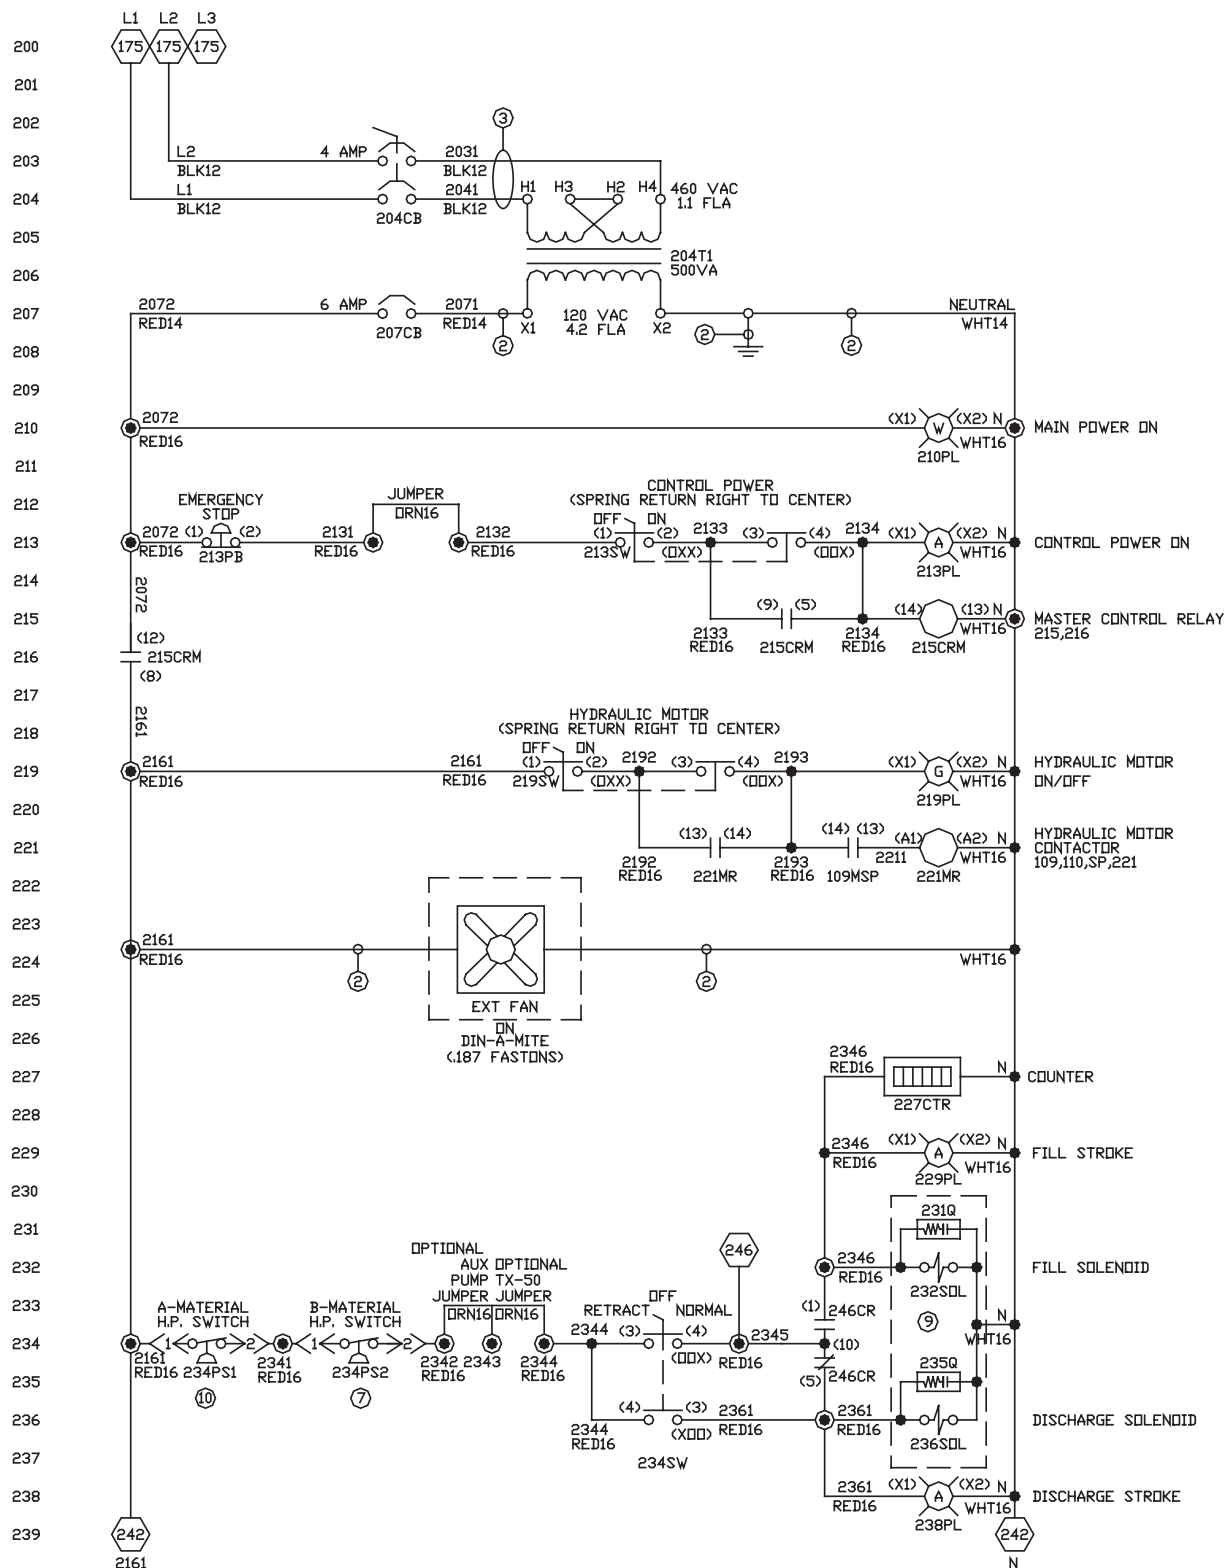 L1 L2 L3
200 175 175 175
201
202 3
203 L2 4 AMP 2031
BLK12 BLK12
204 L1 2041 H1 H3 H2 H4 460 VAC
BLK12 204CB BLK12 1.1 FLA
205 204T1
206 500VA
207 2072 6 AMP 2071 120 VAC NEUTRAL
RED14 207CB RED14 X1 4.2 FLA X2 WHT14
208 2 2 2
209
210 2072 (X1) W (X2) N MAIN POWER ON
RED16 210PL WHT16
211
212 EMERGENCY STOP JUMPER CONTROL POWER
ORN16 (SPRING RETURN RIGHT TO CENTER)
OFF ON
213 2072 (1) (2) 2131 2132 (1) (2) 2133 (3) (4) 2134 (X1) A (X2) N CONTROL POWER ON
RED16 213PB RED16 RED16 213SW (OXX) (OOX) 213PL WHT16
214 2072
215 (9) (5) (14) (13) N MASTER CONTROL RELAY
(12) 2133 2134 WHT16 215,216
216 215CRM RED16 215CRM RED16 215CRM
(8)
217 2161
218 HYDRAULIC MOTOR
(SPRING RETURN RIGHT TO CENTER)
OFF ON
219 2161 2161 (1) (2) 2192 (3) (4) 2193 (X1) G (X2) N HYDRAULIC MOTOR
RED16 RED16 219SW (OXX) (OOX) 219PL WHT16 ON/OFF
220
221 (13) (14) (14) (13) (A1) (A2) N HYDRAULIC MOTOR
2192 2193 2211 WHT16 CONTACTOR
RED16 221MR RED16 109MSP 221MR 109,110,SP,221
222
223
2161
224 RED16 2 2 WHT16
225 EXT FAN
226 ON
DIN-A-MITE
(.187 FASTONS)
2346
227 RED16 N COUNTER
227CTR
228
229 2346 (X1) A (X2) N FILL STROKE
RED16 229PL WHT16
230
231 231Q
OPTIONAL 246
232 AUX OPTIONAL 2346 FILL SOLENOID
PUMP TX-50 RED16 232SOL
233 A-MATERIAL B-MATERIAL JUMPER JUMPER OFF (1) 246CR 9 N
H.P. SWITCH H.P. SWITCH ORN16 ORN16 RETRACT NORMAL WHT16
234 1 2 1 2 2344 (3) (4) 2345 (10)
2161 234PS1 2341 234PS2 2342 2343 2344 (OOX) RED16
RED16 RED16 RED16 RED16
235 10 7 (5) 246CR 235Q
236 (4) (3) 2361 2361 DISCHARGE SOLENOID
2344 (XOO) RED16 RED16 236SOL
RED16
237 234SW
238 2361 (X1) A (X2) N DISCHARGE STROKE
RED16 238PL WHT16
239 242 242
2161 N